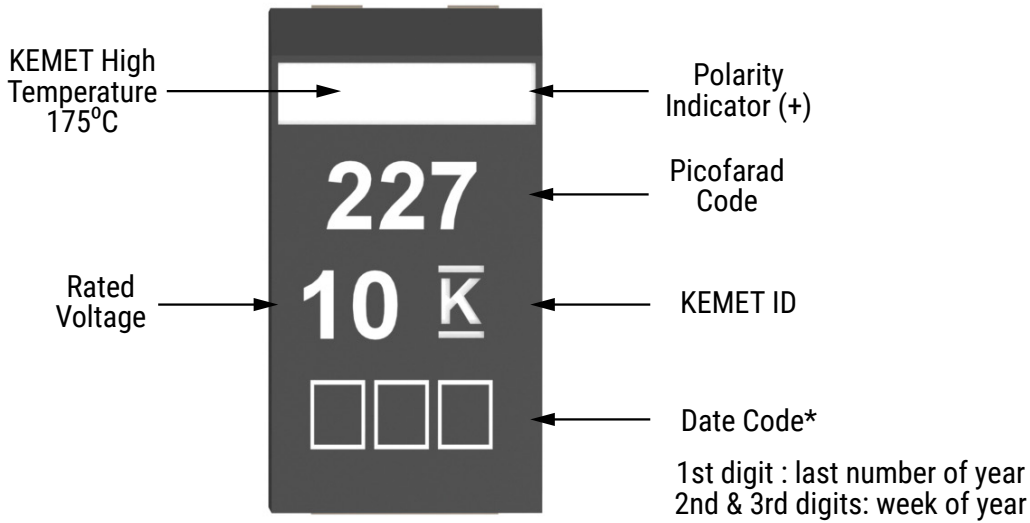 KEMET High
Temperature
175⁰C
Polarity
Indicator (+)
227
Picofarad
Code
Rated
Voltage
10 K
KEMET ID
Date Code*
1st digit : last number of year
2nd & 3rd digits: week of year